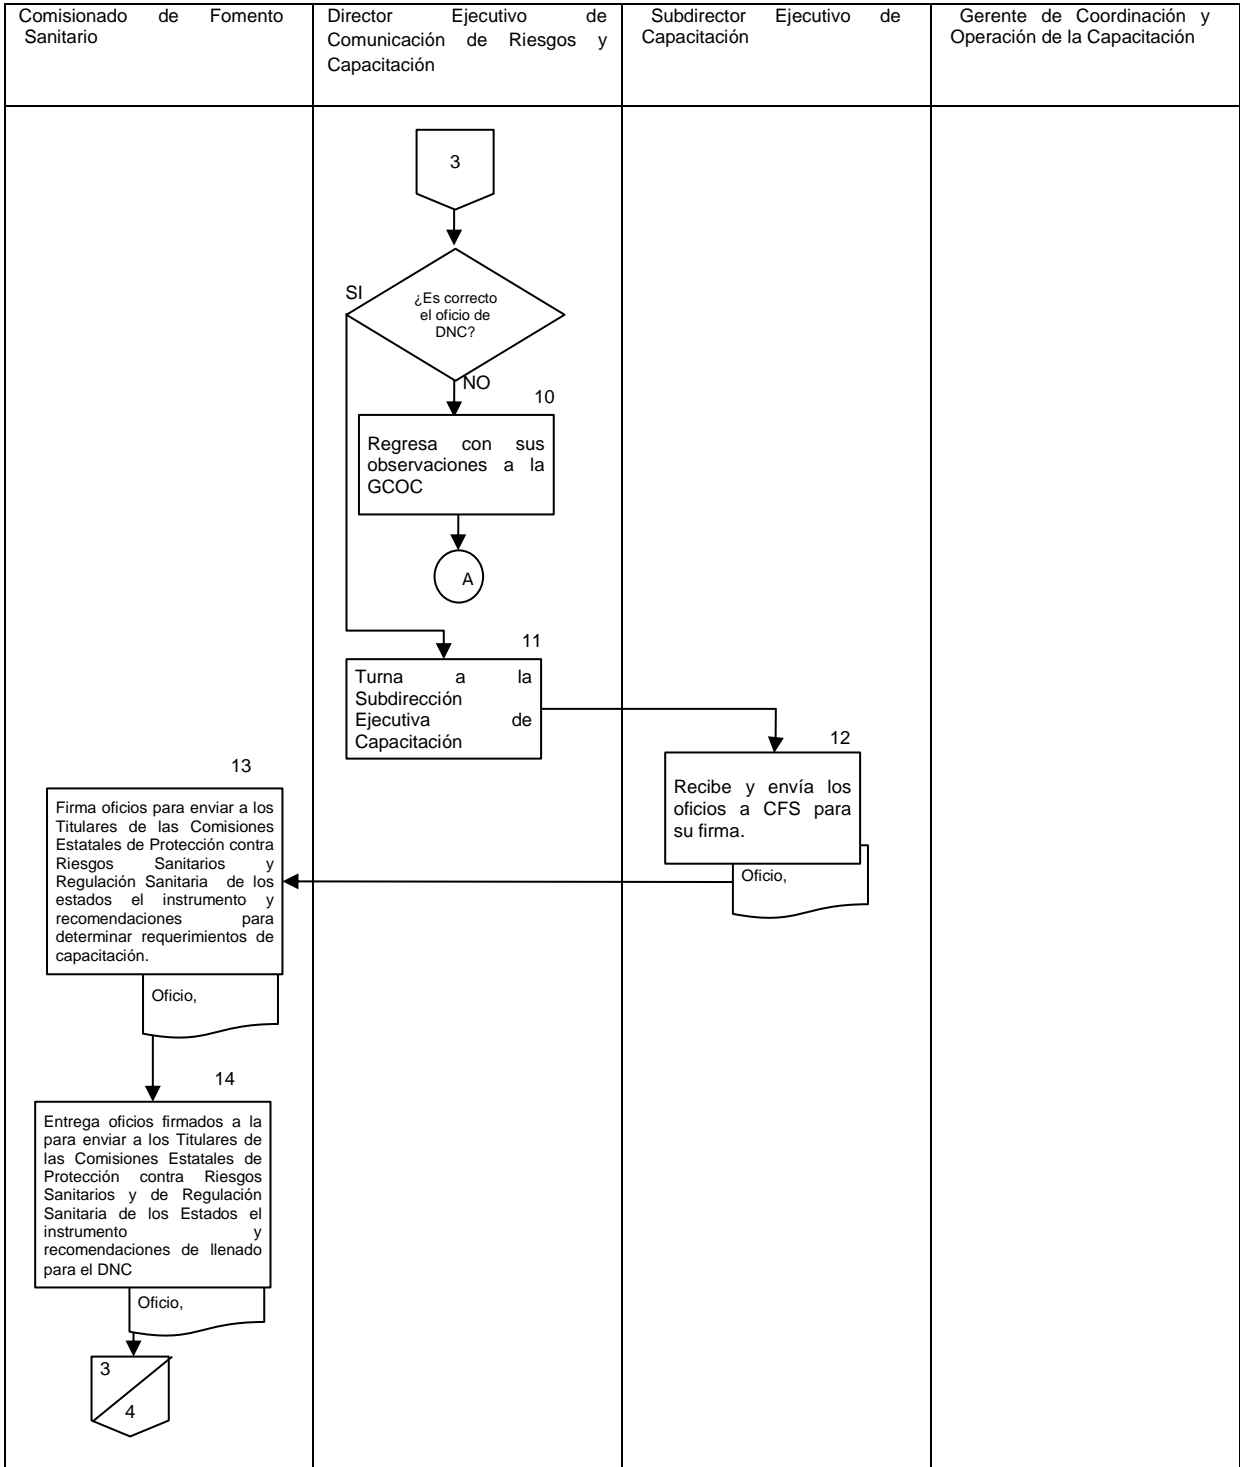 Comisionado de Fomento
Sanitario
Director Ejecutivo de
Comunicación de Riesgos y
Capacitación
Subdirector Ejecutivo de
Capacitación
Gerente de Coordinación y
Operación de la Capacitación
3
SI
¿Es correcto
el oficio de
DNC?
NO
10
Regresa con sus
observaciones a la
GCOC
A
11
Turna a la
Subdirección
Ejecutiva de
Capacitación
12
Recibe y envía los
oficios a CFS para
su firma.
Oficio,
13
Firma oficios para enviar a los
Titulares de las Comisiones
Estatales de Protección contra
Riesgos Sanitarios y
Regulación Sanitaria de los
estados el instrumento y
recomendaciones para
determinar requerimientos de
capacitación.
Oficio,
14
Entrega oficios firmados a la
para enviar a los Titulares de
las Comisiones Estatales de
Protección contra Riesgos
Sanitarios y de Regulación
Sanitaria de los Estados el
instrumento y
recomendaciones de llenado
para el DNC
Oficio,
3
4